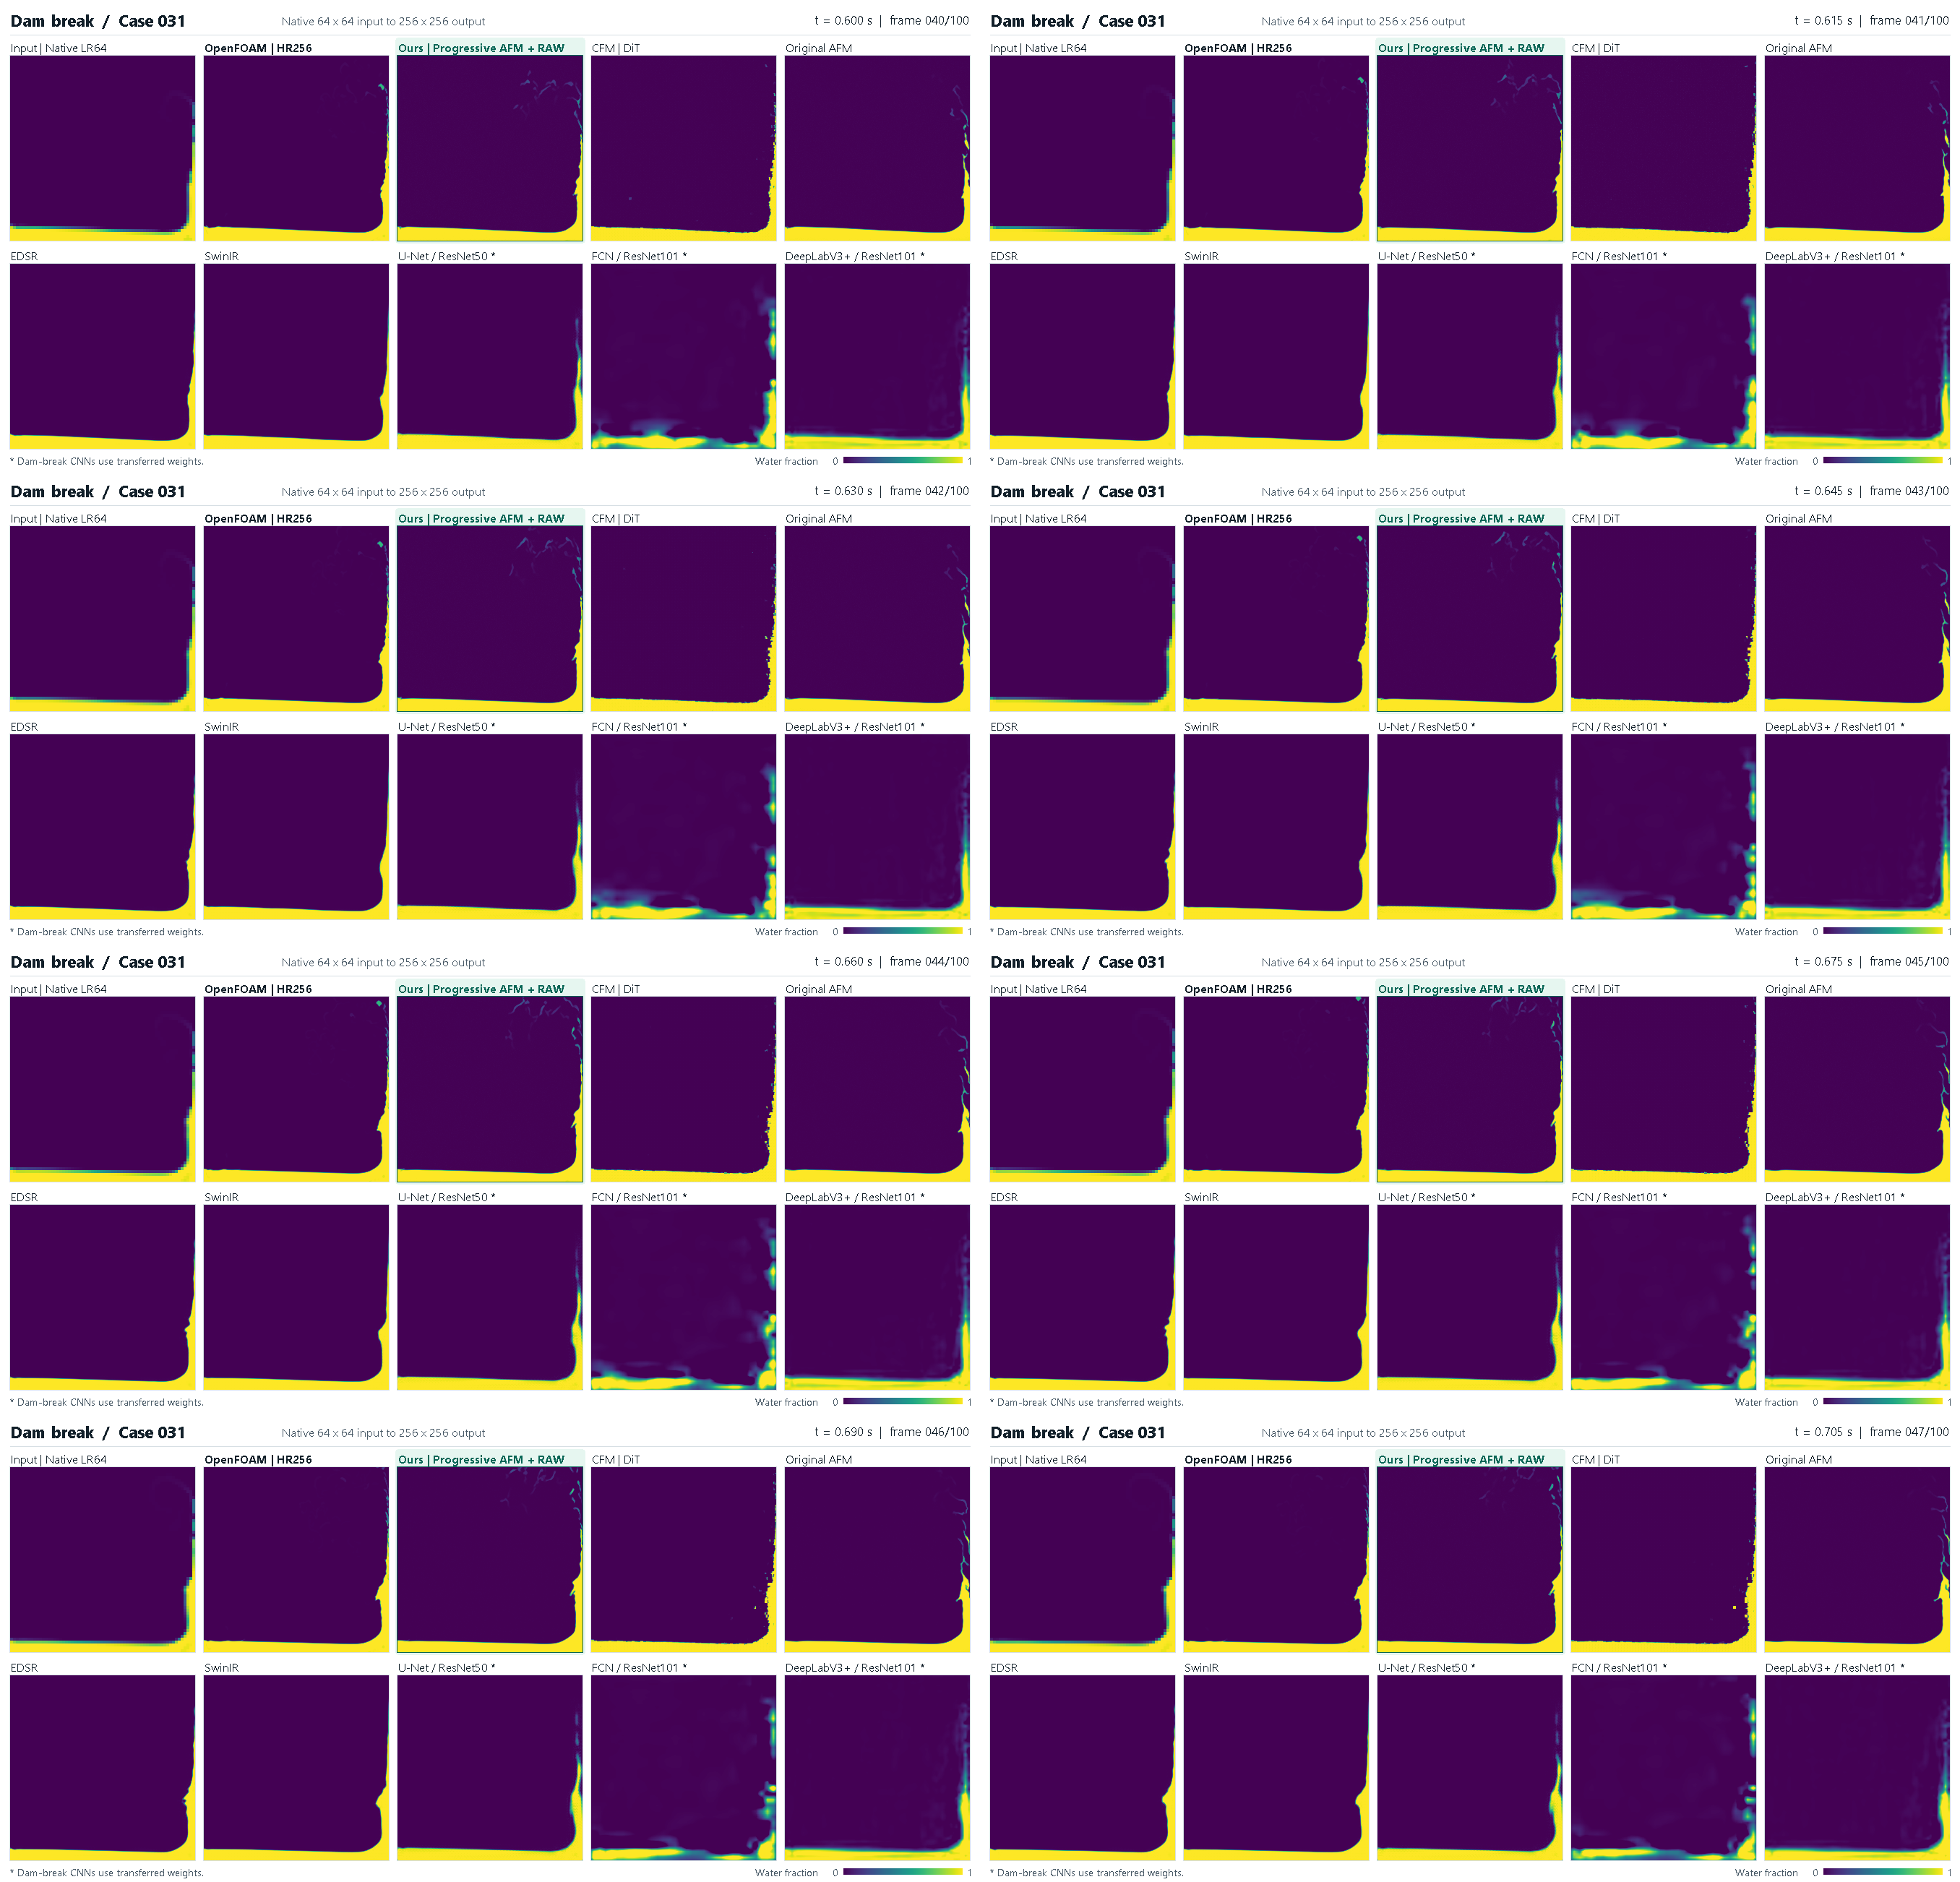 Dam break / Case 031 Native 64 x 64 input to 256 x 256 output t = 0.600 s | frame 040/100
Input | Native LR64 OpenFOAM | HR256 Ours | Progressive AFM + RAW CFM | DiT Original AFM
EDSR SwinIR U-Net / ResNet50 * FCN / ResNet101 * DeepLabV3+ / ResNet101 *
* Dam-break CNNs use transferred weights. Water fraction 0 1
Dam break / Case 031 Native 64 x 64 input to 256 x 256 output t = 0.615 s | frame 041/100
Input | Native LR64 OpenFOAM | HR256 Ours | Progressive AFM + RAW CFM | DiT Original AFM
EDSR SwinIR U-Net / ResNet50 * FCN / ResNet101 * DeepLabV3+ / ResNet101 *
* Dam-break CNNs use transferred weights. Water fraction 0 1
Dam break / Case 031 Native 64 x 64 input to 256 x 256 output t = 0.630 s | frame 042/100
Input | Native LR64 OpenFOAM | HR256 Ours | Progressive AFM + RAW CFM | DiT Original AFM
EDSR SwinIR U-Net / ResNet50 * FCN / ResNet101 * DeepLabV3+ / ResNet101 *
* Dam-break CNNs use transferred weights. Water fraction 0 1
Dam break / Case 031 Native 64 x 64 input to 256 x 256 output t = 0.645 s | frame 043/100
Input | Native LR64 OpenFOAM | HR256 Ours | Progressive AFM + RAW CFM | DiT Original AFM
EDSR SwinIR U-Net / ResNet50 * FCN / ResNet101 * DeepLabV3+ / ResNet101 *
* Dam-break CNNs use transferred weights. Water fraction 0 1
Dam break / Case 031 Native 64 x 64 input to 256 x 256 output t = 0.660 s | frame 044/100
Input | Native LR64 OpenFOAM | HR256 Ours | Progressive AFM + RAW CFM | DiT Original AFM
EDSR SwinIR U-Net / ResNet50 * FCN / ResNet101 * DeepLabV3+ / ResNet101 *
* Dam-break CNNs use transferred weights. Water fraction 0 1
Dam break / Case 031 Native 64 x 64 input to 256 x 256 output t = 0.675 s | frame 045/100
Input | Native LR64 OpenFOAM | HR256 Ours | Progressive AFM + RAW CFM | DiT Original AFM
EDSR SwinIR U-Net / ResNet50 * FCN / ResNet101 * DeepLabV3+ / ResNet101 *
* Dam-break CNNs use transferred weights. Water fraction 0 1
Dam break / Case 031 Native 64 x 64 input to 256 x 256 output t = 0.690 s | frame 046/100
Input | Native LR64 OpenFOAM | HR256 Ours | Progressive AFM + RAW CFM | DiT Original AFM
EDSR SwinIR U-Net / ResNet50 * FCN / ResNet101 * DeepLabV3+ / ResNet101 *
* Dam-break CNNs use transferred weights. Water fraction 0 1
Dam break / Case 031 Native 64 x 64 input to 256 x 256 output t = 0.705 s | frame 047/100
Input | Native LR64 OpenFOAM | HR256 Ours | Progressive AFM + RAW CFM | DiT Original AFM
EDSR SwinIR U-Net / ResNet50 * FCN / ResNet101 * DeepLabV3+ / ResNet101 *
* Dam-break CNNs use transferred weights. Water fraction 0 1